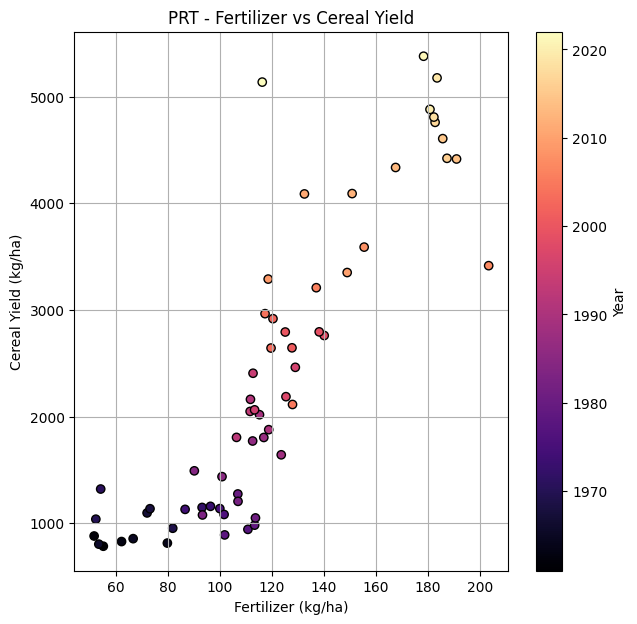 PRT - Fertilizer vs Cereal Yield
5000
4000
3000
2000
1000
Cereal Yield (kg/ha)
60 80 100 120 140 160 180 200
Fertilizer (kg/ha)
2020
2010
2000
1990
1980
1970
Year